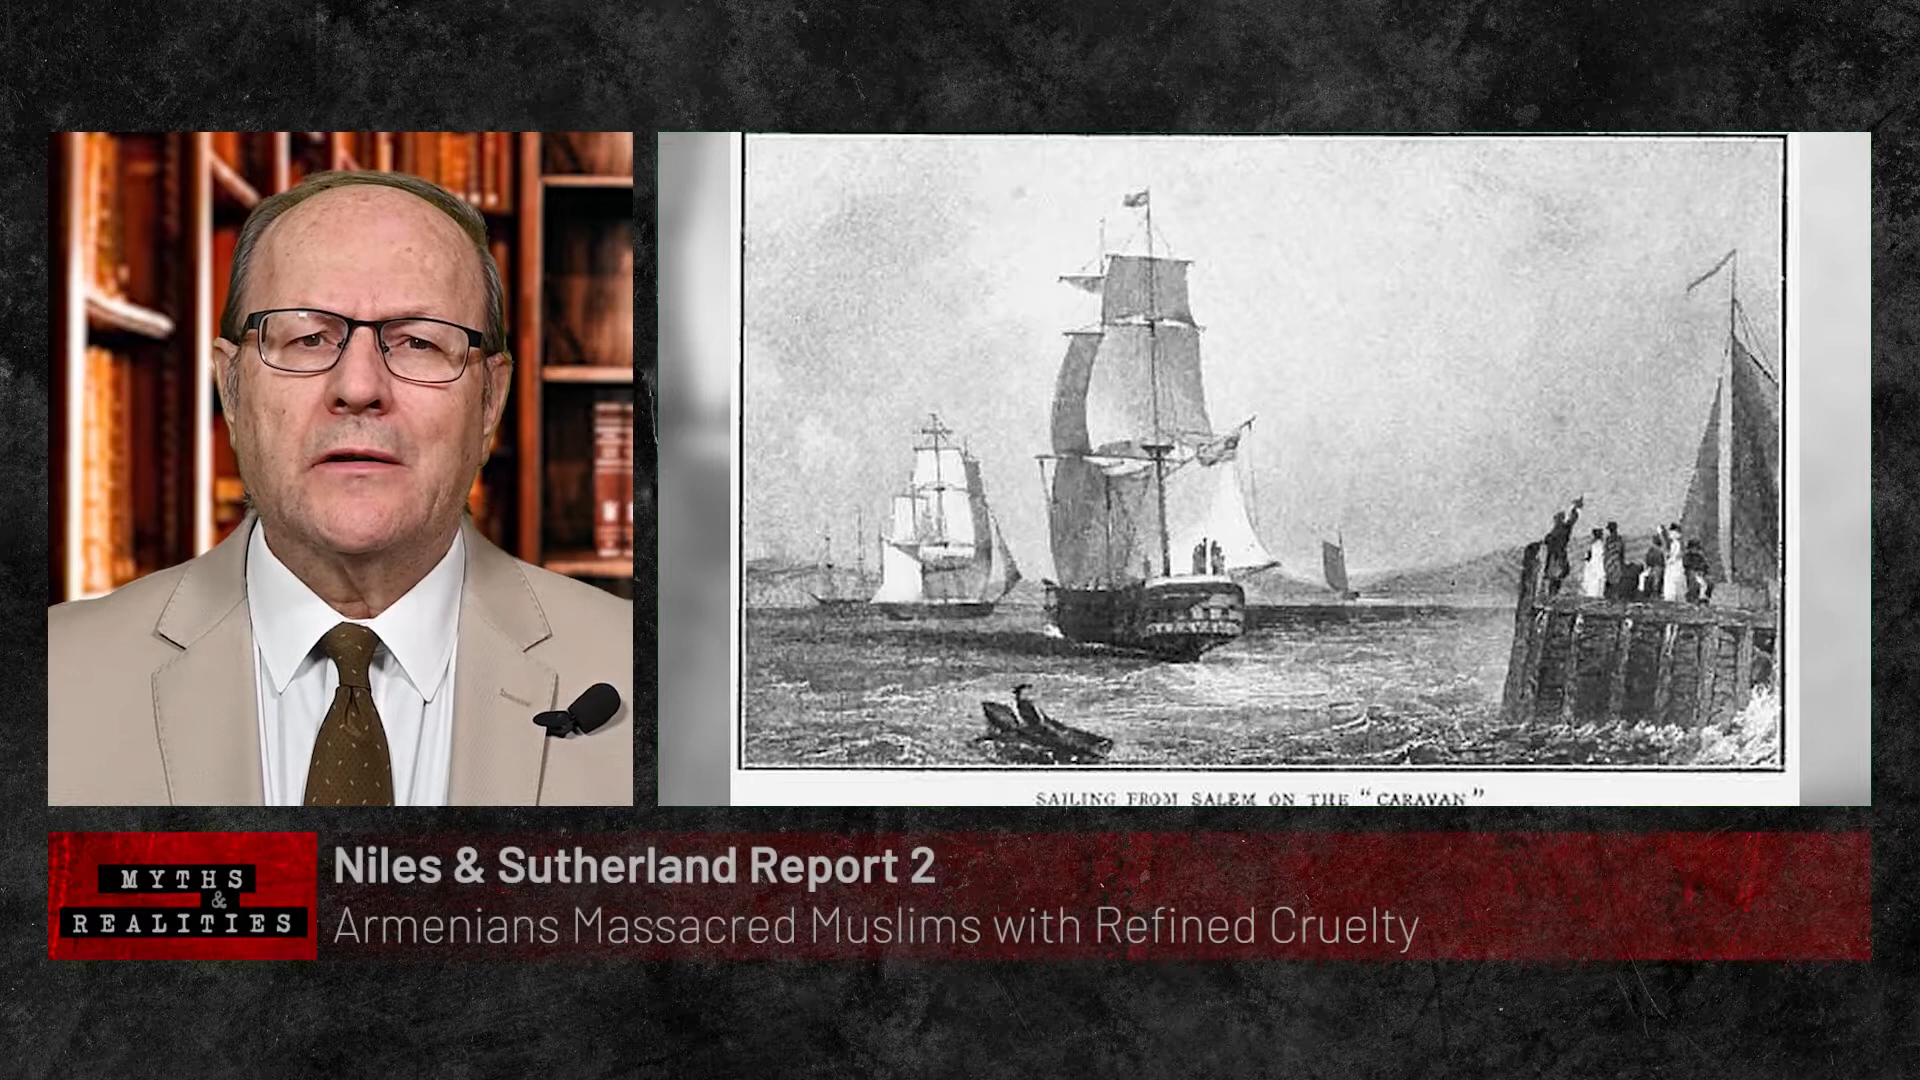 SAILING FROM SALEM ON THE "CARAVAN"
MYTHS
&
REALITIES
Niles & Sutherland Report 2
Armenians Massacred Muslims with Refined Cruelty